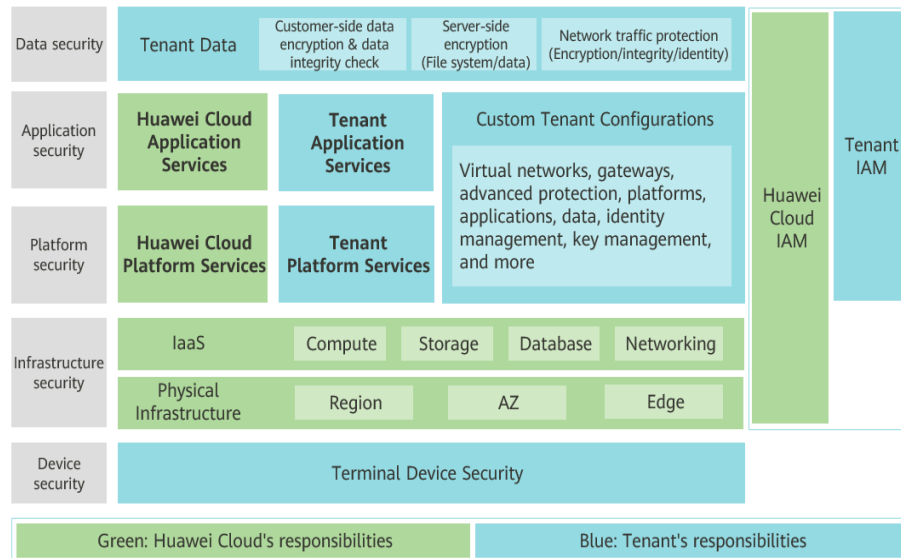 Data security
Tenant Data
Customer-side data
encryption & data
integrity check
Server-side
encryption
(File system/data)
Network traffic protection
(Encryption/integrity/identity)
Application
security
Huawei Cloud
Application
Services
Tenant
Application
Services
Custom Tenant Configurations
Virtual networks, gateways,
advanced protection, platforms,
applications, data, identity
management, key management,
and more
Platform
security
Huawei Cloud
Platform Services
Tenant
Platform Services
Huawei
Cloud
IAM
Tenant
IAM
Infrastructure
security
IaaS
Compute
Storage
Database
Networking
Physical
Infrastructure
Region
AZ
Edge
Device
security
Terminal Device Security
Green: Huawei Cloud's responsibilities
Blue: Tenant's responsibilities